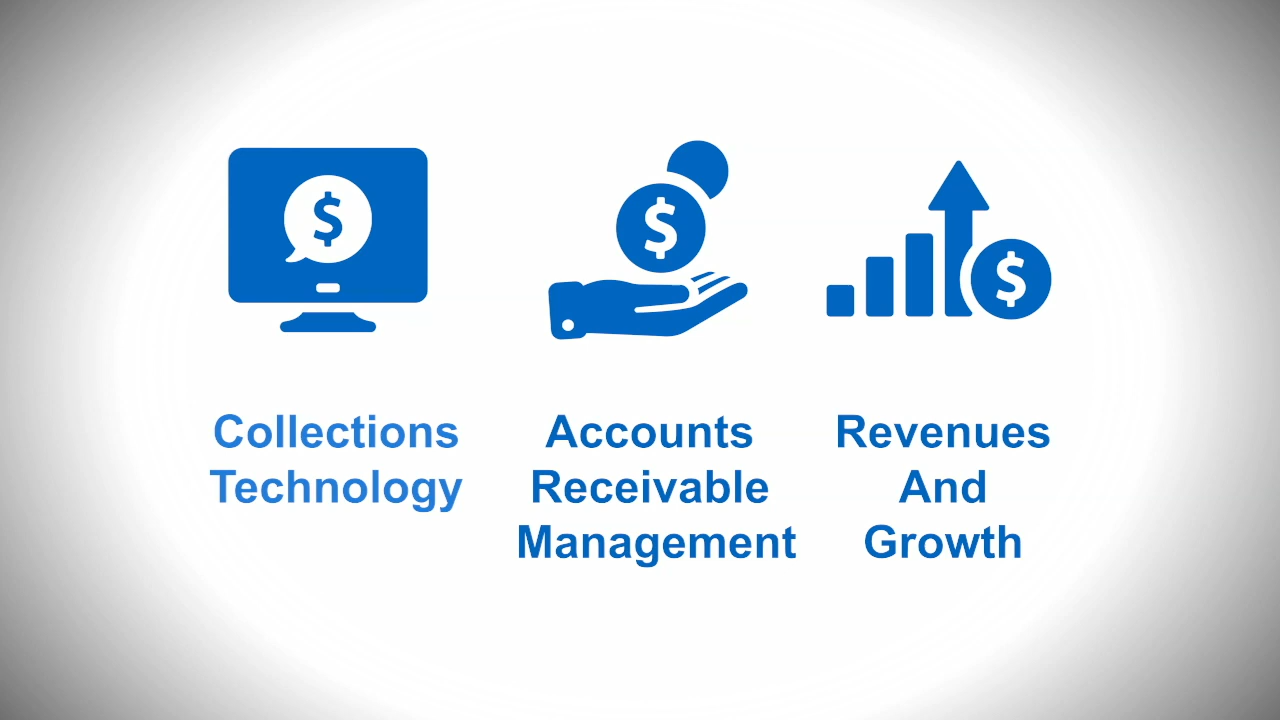 $
$
$
Collections
Technology
Accounts
Receivable
Management
Revenues
And
Growth